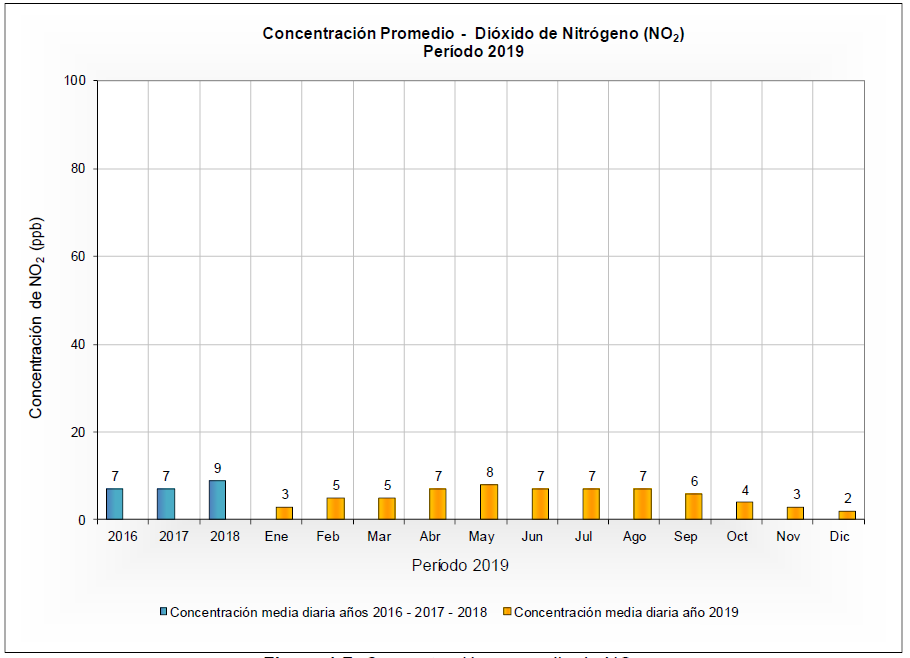 Concentración Promedio - Dióxido de Nitrógeno (NO₂)
Período 2019
100
80
60
40
20
0
Concentración de NO₂ (ppb)
7 7 9 3 5 5 7 8 7 7 7 6 4 3 2
2016 2017 2018 Ene Feb Mar Abr May Jun Jul Ago Sep Oct Nov Dic
Período 2019
Concentración media diaria años 2016 - 2017 - 2018 Concentración media diaria año 2019